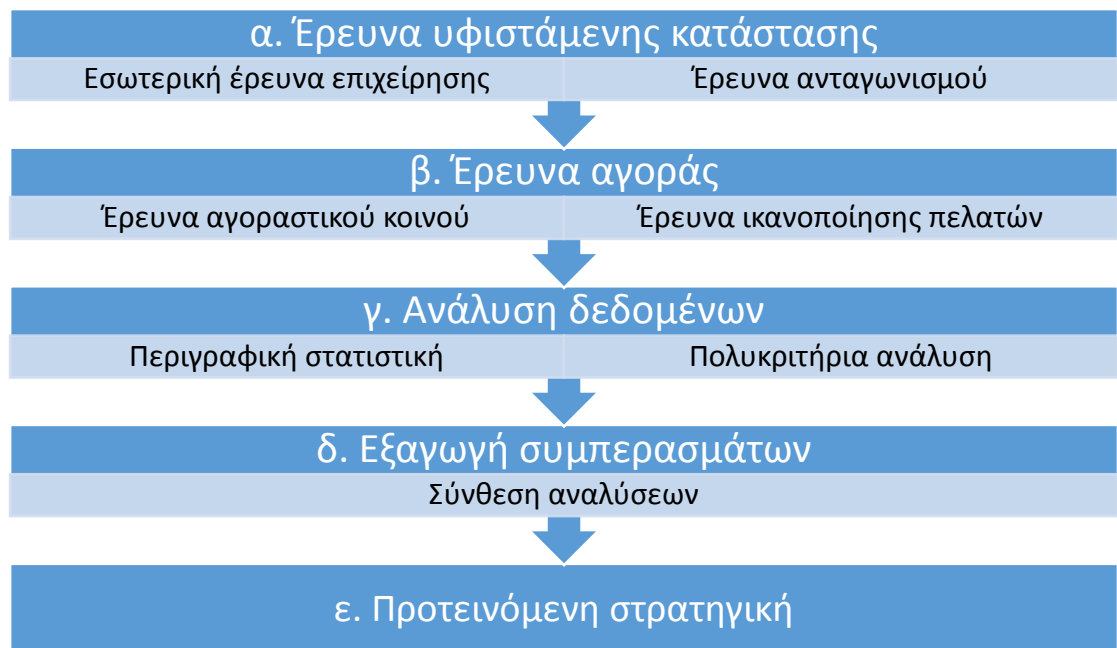 α. Έρευνα υφιστάμενης κατάστασης
Εσωτερική έρευνα επιχείρησης
Έρευνα ανταγωνισμού
β. Έρευνα αγοράς
Έρευνα αγοραστικού κοινού
Έρευνα ικανοποίησης πελατών
γ. Ανάλυση δεδομένων
Περιγραφική στατιστική
Πολυκριτήρια ανάλυση
δ. Εξαγωγή συμπερασμάτων
Σύνθεση αναλύσεων
ε. Προτεινόμενη στρατηγική